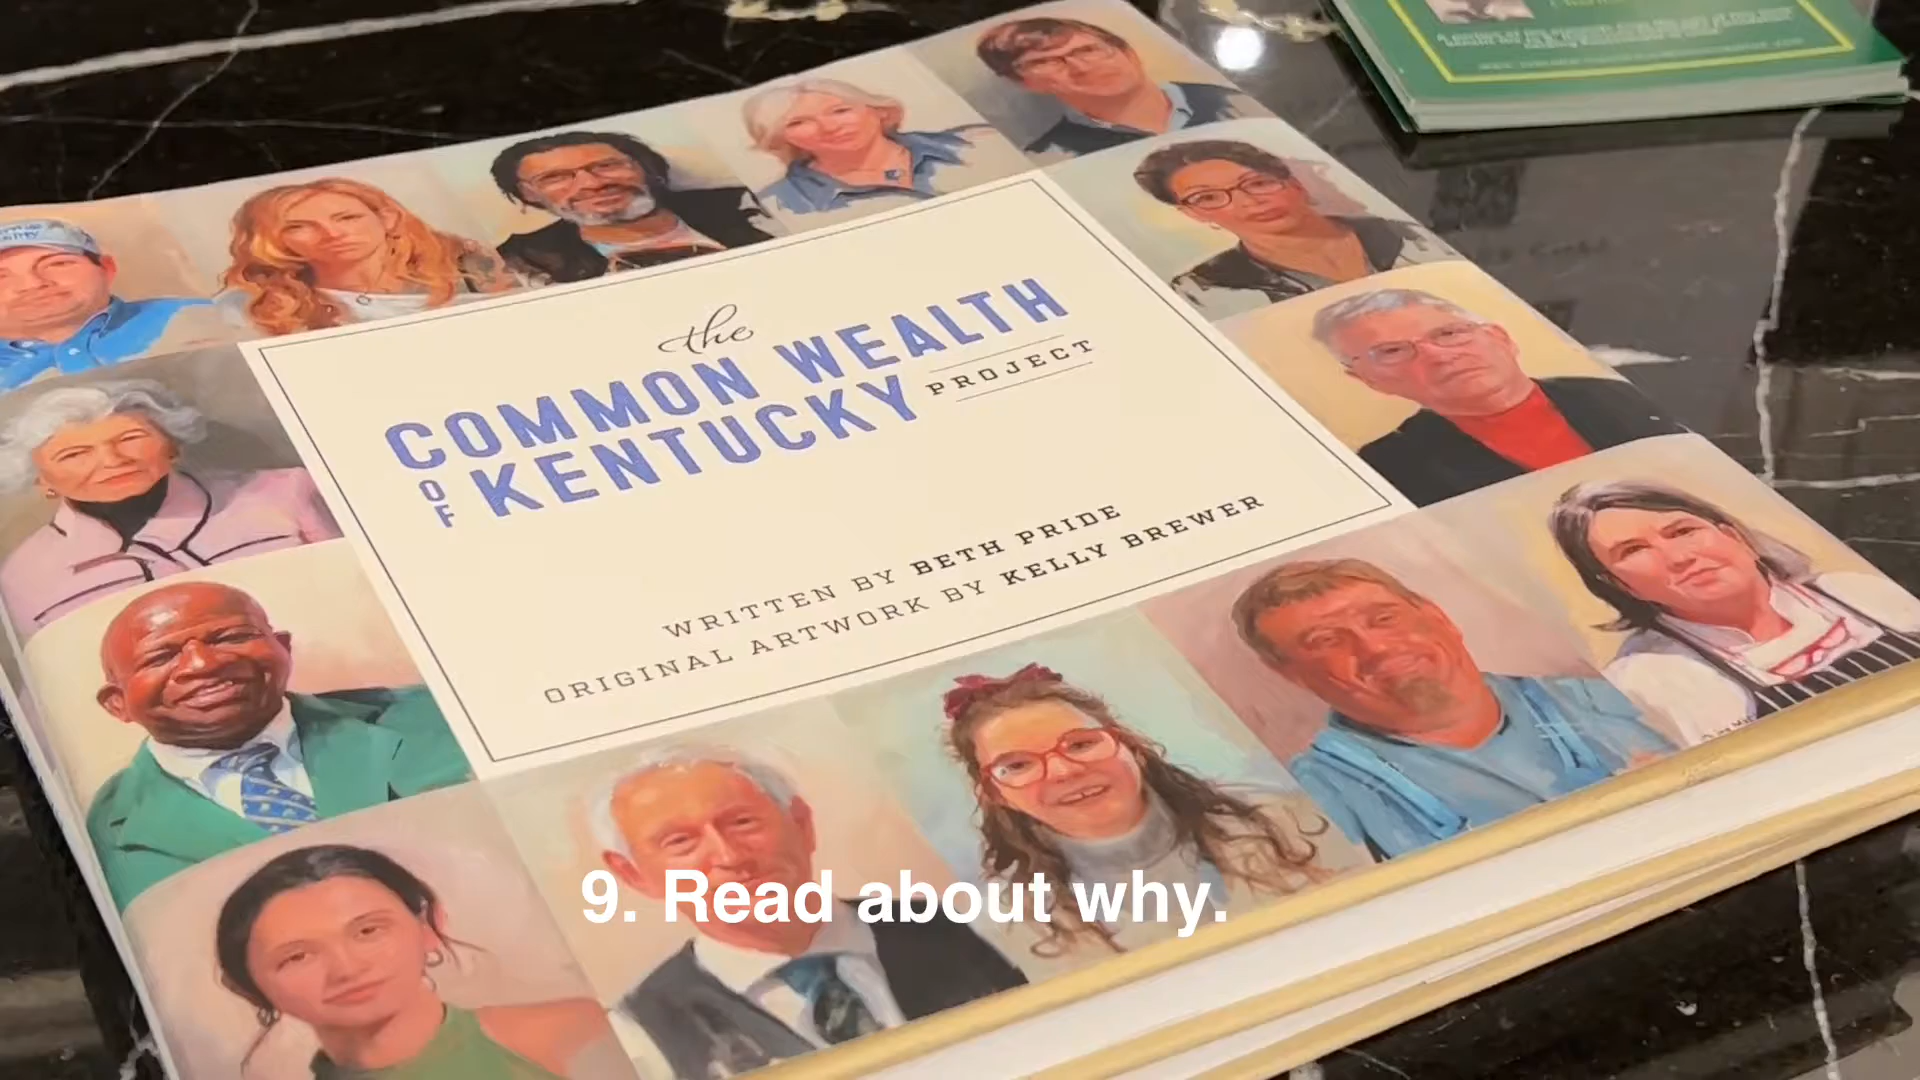 the
COMMON WEALTH
OF KENTUCKY PROJECT
WRITTEN BY BETH PRIDE
ORIGINAL ARTWORK BY KELLY BREWER
9. Read about why.